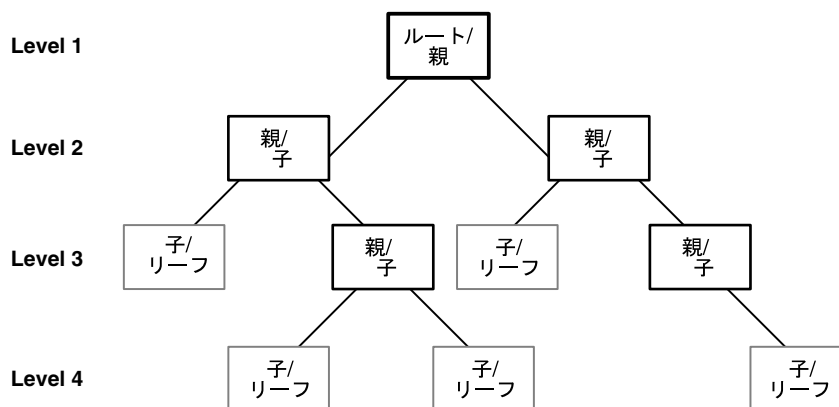 Level 1
ルート/
親
Level 2
親/
子
親/
子
Level 3
子/
リーフ
親/
子
子/
リーフ
親/
子
Level 4
子/
リーフ
子/
リーフ
子/
リーフ